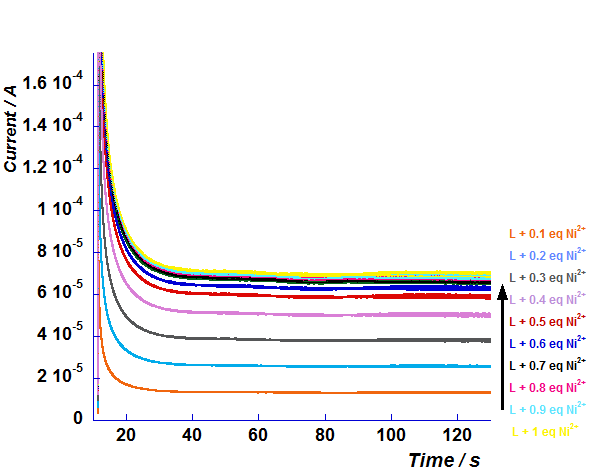 Current / A
1.6 10⁻⁴
1.4 10⁻⁴
1.2 10⁻⁴
1 10⁻⁴
8 10⁻⁵
6 10⁻⁵
4 10⁻⁵
2 10⁻⁵
0
20 40 60 80 100 120
Time / s
L + 0.1 eq Ni²⁺
L + 0.2 eq Ni²⁺
L + 0.3 eq Ni²⁺
L + 0.4 eq Ni²⁺
L + 0.5 eq Ni²⁺
L + 0.6 eq Ni²⁺
L + 0.7 eq Ni²⁺
L + 0.8 eq Ni²⁺
L + 0.9 eq Ni²⁺
L + 1 eq Ni²⁺